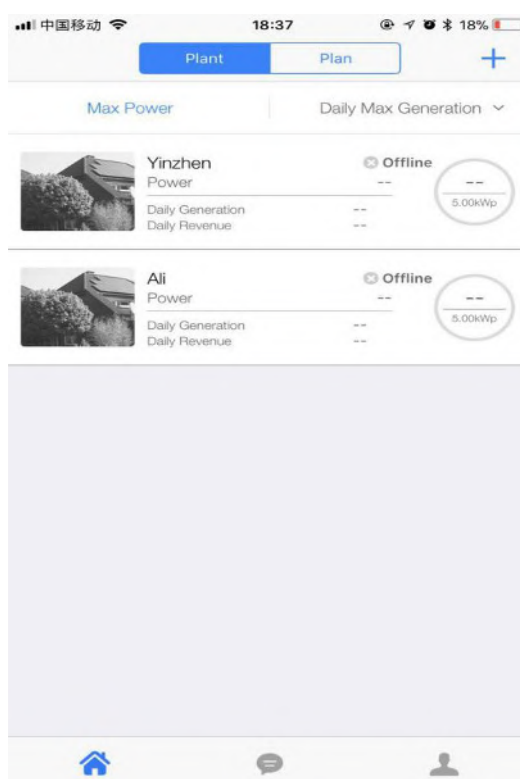 中国移动 18:37 18%
Plant Plan +
Max Power Daily Max Generation
Yinzhen Offline
Power -- --
5.00kWp
Daily Generation --
Daily Revenue --
Ali Offline
Power -- --
5.00kWp
Daily Generation --
Daily Revenue --